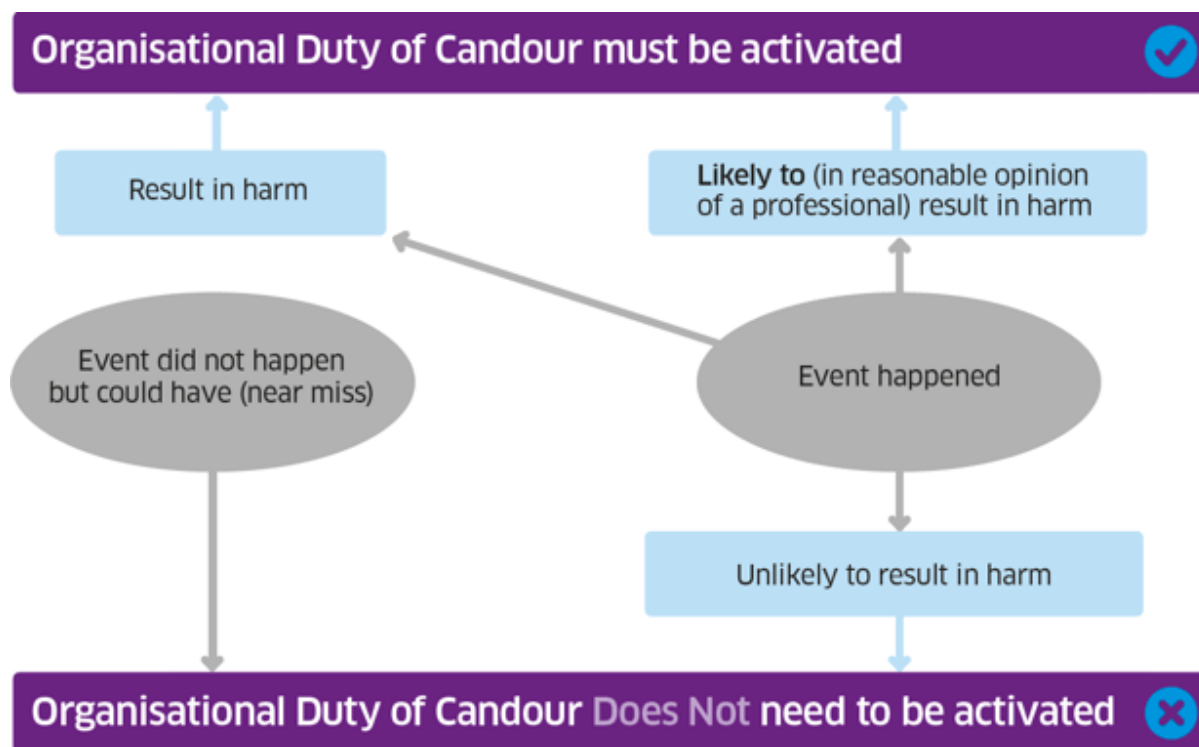 Organisational Duty of Candour must be activated
Result in harm
Likely to (in reasonable opinion
of a professional) result in harm
Event did not happen
but could have (near miss)
Event happened
Unlikely to result in harm
Organisational Duty of Candour Does Not need to be activated